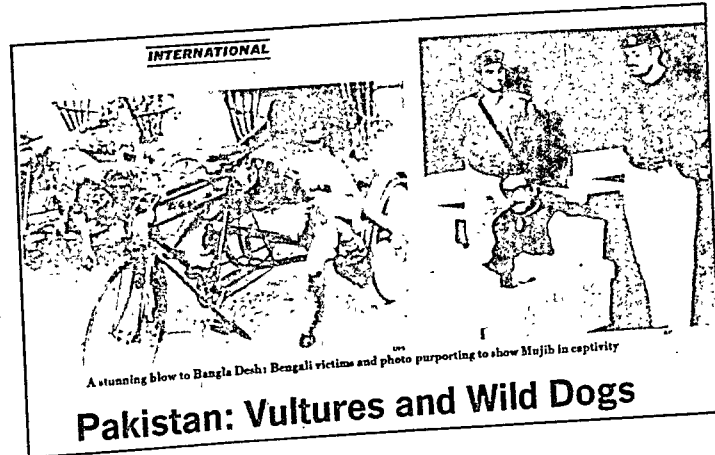 INTERNATIONAL
A stunning blow to Bangla Desh: Bengali victims and photo purporting to show Mujib in captivity
Pakistan: Vultures and Wild Dogs